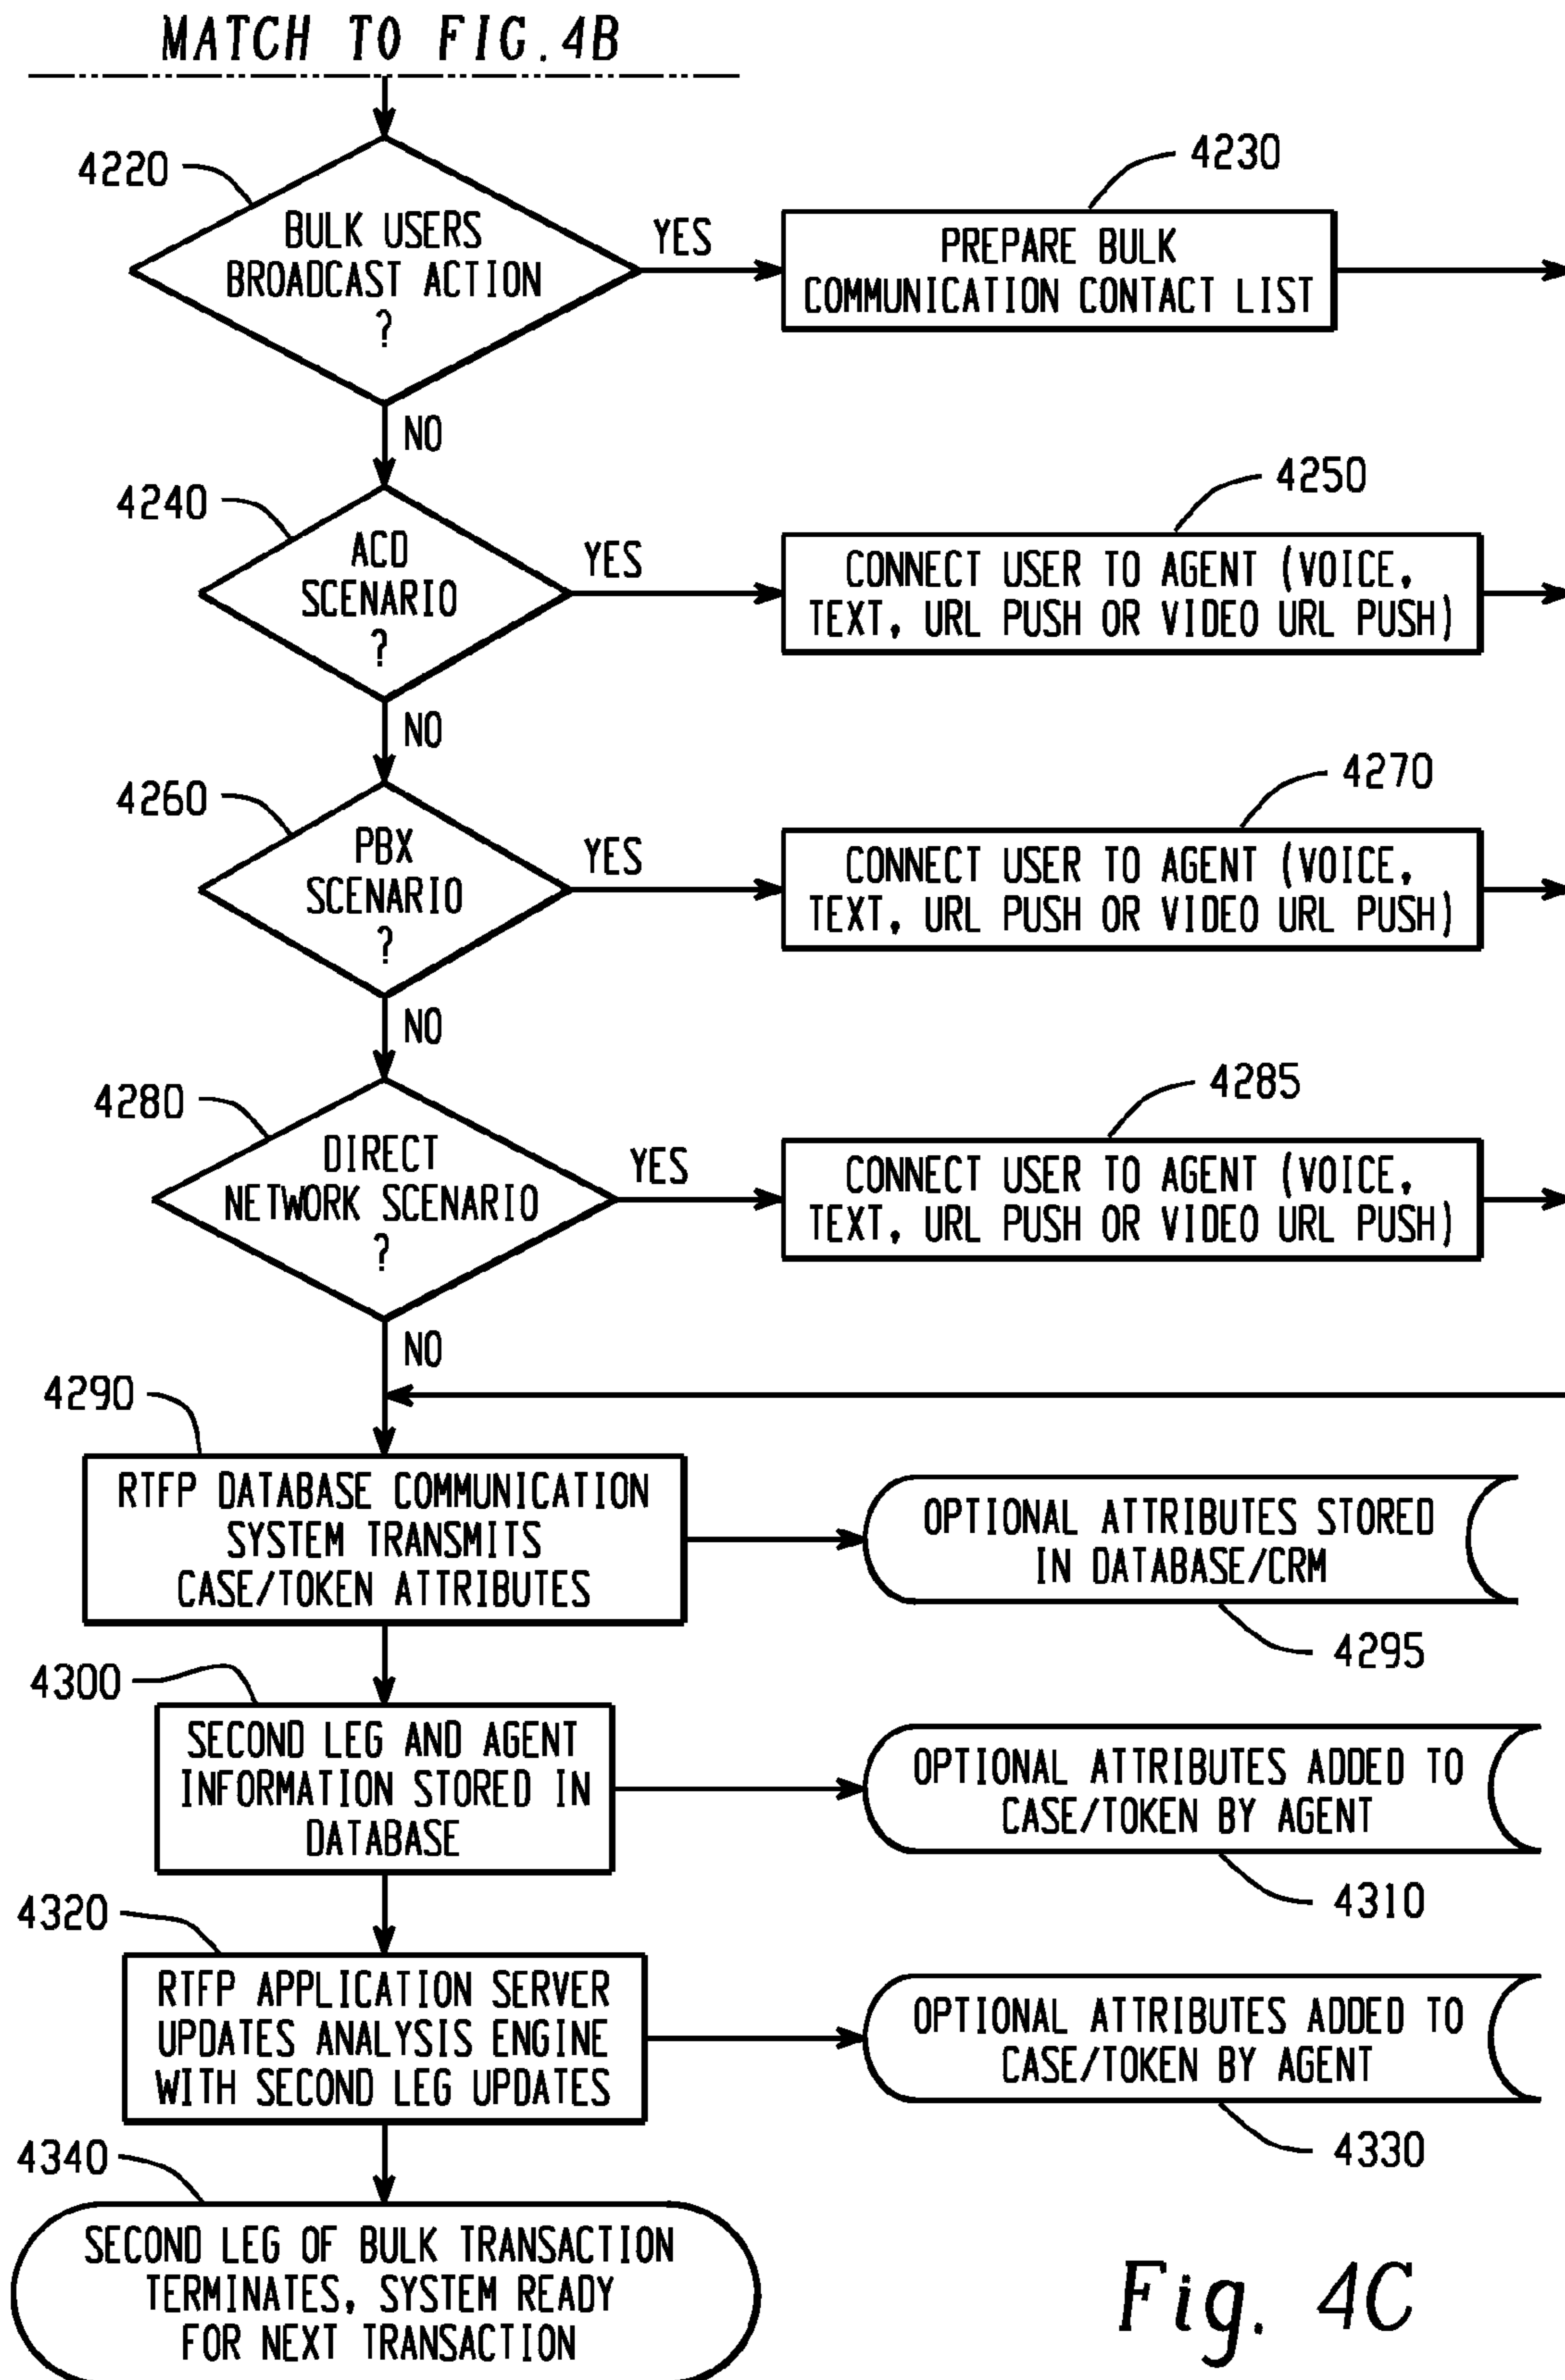 MATCH TO FIG.4B
4220
BULK USERS
BROADCAST ACTION
?
YES
4230
PREPARE BULK
COMMUNICATION CONTACT LIST
NO
4240
ACD
SCENARIO
?
YES
4250
CONNECT USER TO AGENT (VOICE,
TEXT, URL PUSH OR VIDEO URL PUSH)
NO
4260
PBX
SCENARIO
?
YES
4270
CONNECT USER TO AGENT (VOICE,
TEXT, URL PUSH OR VIDEO URL PUSH)
NO
4280
DIRECT
NETWORK SCENARIO
?
YES
4285
CONNECT USER TO AGENT (VOICE,
TEXT, URL PUSH OR VIDEO URL PUSH)
NO
4290
RTFP DATABASE COMMUNICATION
SYSTEM TRANSMITS
CASE/TOKEN ATTRIBUTES
OPTIONAL ATTRIBUTES STORED
IN DATABASE/CRM
4295
4300
SECOND LEG AND AGENT
INFORMATION STORED IN
DATABASE
OPTIONAL ATTRIBUTES ADDED TO
CASE/TOKEN BY AGENT
4310
4320
RTFP APPLICATION SERVER
UPDATES ANALYSIS ENGINE
WITH SECOND LEG UPDATES
OPTIONAL ATTRIBUTES ADDED TO
CASE/TOKEN BY AGENT
4330
4340
SECOND LEG OF BULK TRANSACTION
TERMINATES, SYSTEM READY
FOR NEXT TRANSACTION
Fig. 4C